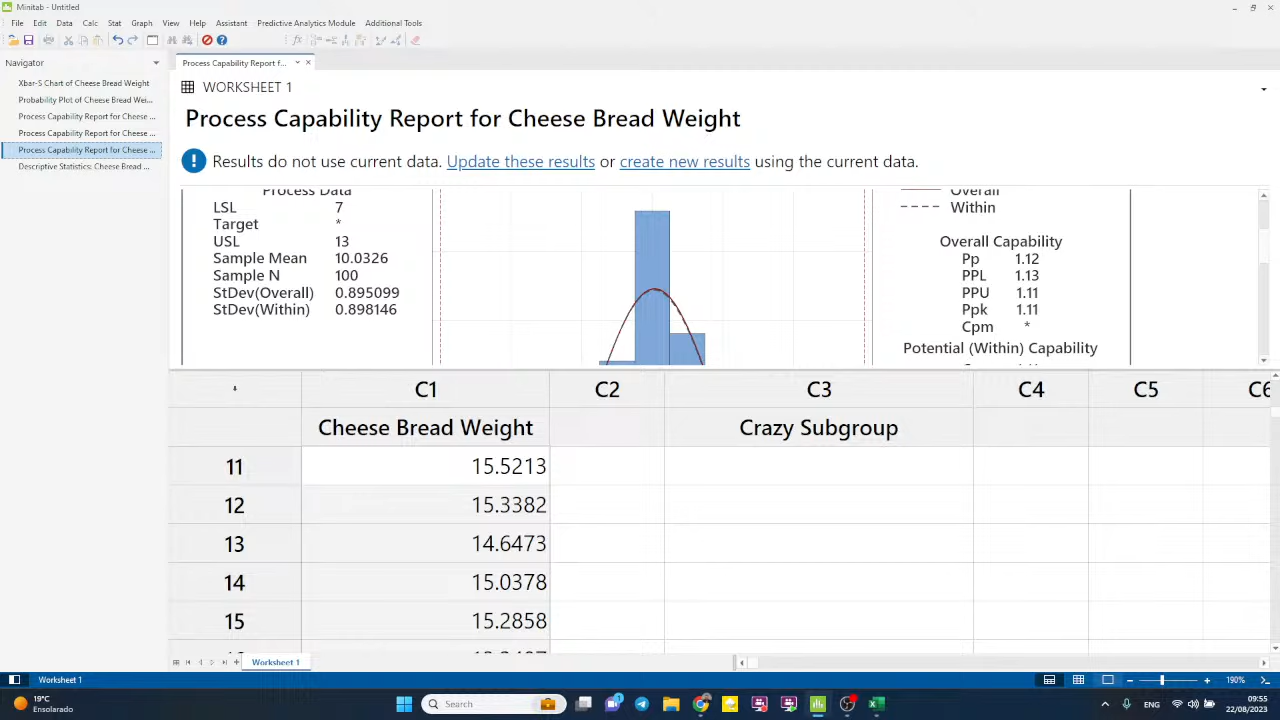 Minitab - Untitled
File Edit Data Calc Stat Graph View Help Assistant Predictive Analytics Module Additional Tools
Navigator
Xbar-S Chart of Cheese Bread Weight
Probability Plot of Cheese Bread Wei...
Process Capability Report for Cheese ...
Process Capability Report for Cheese ...
Process Capability Report for Cheese ...
Descriptive Statistics: Cheese Bread ...
Process Capability Report f...
WORKSHEET 1
Process Capability Report for Cheese Bread Weight
Results do not use current data. Update these results or create new results using the current data.
Process Data
LSL 7
Target *
USL 13
Sample Mean 10.0326
Sample N 100
StDev(Overall) 0.895099
StDev(Within) 0.898146
Overall
Within
Overall Capability
Pp 1.12
PPL 1.13
PPU 1.11
Ppk 1.11
Cpm *
Potential (Within) Capability
C1 C2 C3 C4 C5 C6
Cheese Bread Weight Crazy Subgroup
11 15.5213
12 15.3382
13 14.6473
14 15.0378
15 15.2858
Worksheet 1
Worksheet 1
190%
19°C
Ensolarado
Search
1
ENG
09:55
22/08/2023